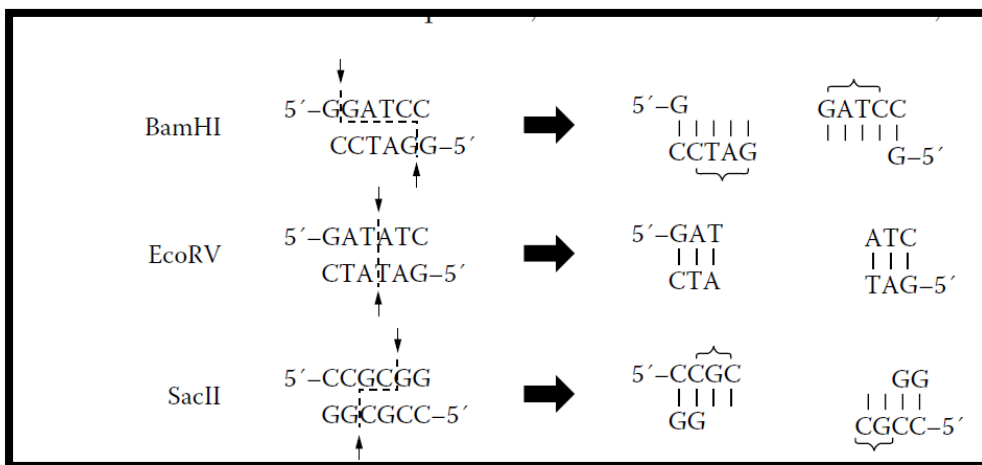 5´–GGATCC GATCC
BamHI 5´–G
CCTAGG–5´ CCTAG G–5´
5´–GATATC 5´–GAT ATC
EcoRV
CTATAG–5´ CTA TAG–5´
5´–CCGCGG 5´–CCGC GG
SacII
GGCGCC–5´ GG CGCC–5´